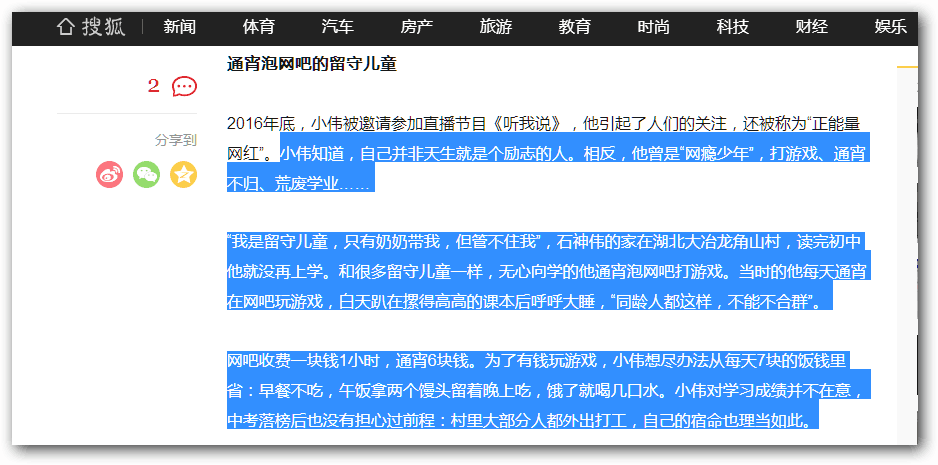 搜狐 新闻 体育 汽车 房产 旅游 教育 时尚 科技 财经 娱乐
2
分享到
通宵泡网吧的留守儿童
2016年底，小伟被邀请参加直播节目《听我说》，他引起了人们的关注，还被称为“正能量
网红”。小伟知道，自己并非天生就是个励志的人。相反，他曾是“网瘾少年”，打游戏、通宵
不归、荒废学业……
“我是留守儿童，只有奶奶带我，但管不住我”，石神伟的家在湖北大冶龙角山村，读完初中
他就没再上学。和很多留守儿童一样，无心向学的他通宵泡网吧打游戏。当时的他每天通宵
在网吧玩游戏，白天趴在摞得高高的课本后呼呼大睡，“同龄人都这样，不能不合群”。
网吧收费一块钱1小时，通宵6块钱。为了有钱玩游戏，小伟想尽办法从每天7块的饭钱里
省：早餐不吃，午饭拿两个馒头留着晚上吃，饿了就喝几口水。小伟对学习成绩并不在意，
中考落榜后也没有担心过前程：村里大部分人都外出打工，自己的宿命也理当如此。